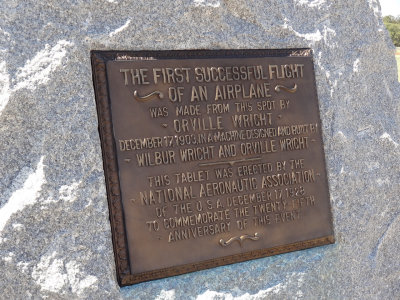 THE FIRST SUCCESSFUL FLIGHT
OF AN AIRPLANE
WAS MADE FROM THIS SPOT BY
ORVILLE WRIGHT
DECEMBER 17, 1903, IN A MACHINE DESIGNED AND BUILT BY
WILBUR WRIGHT AND ORVILLE WRIGHT
THIS TABLET WAS ERECTED BY THE
NATIONAL AERONAUTIC ASSOCIATION
OF THE U.S.A. DECEMBER 17, 1928
TO COMMEMORATE THE TWENTY FIFTH
ANNIVERSARY OF THIS EVENT